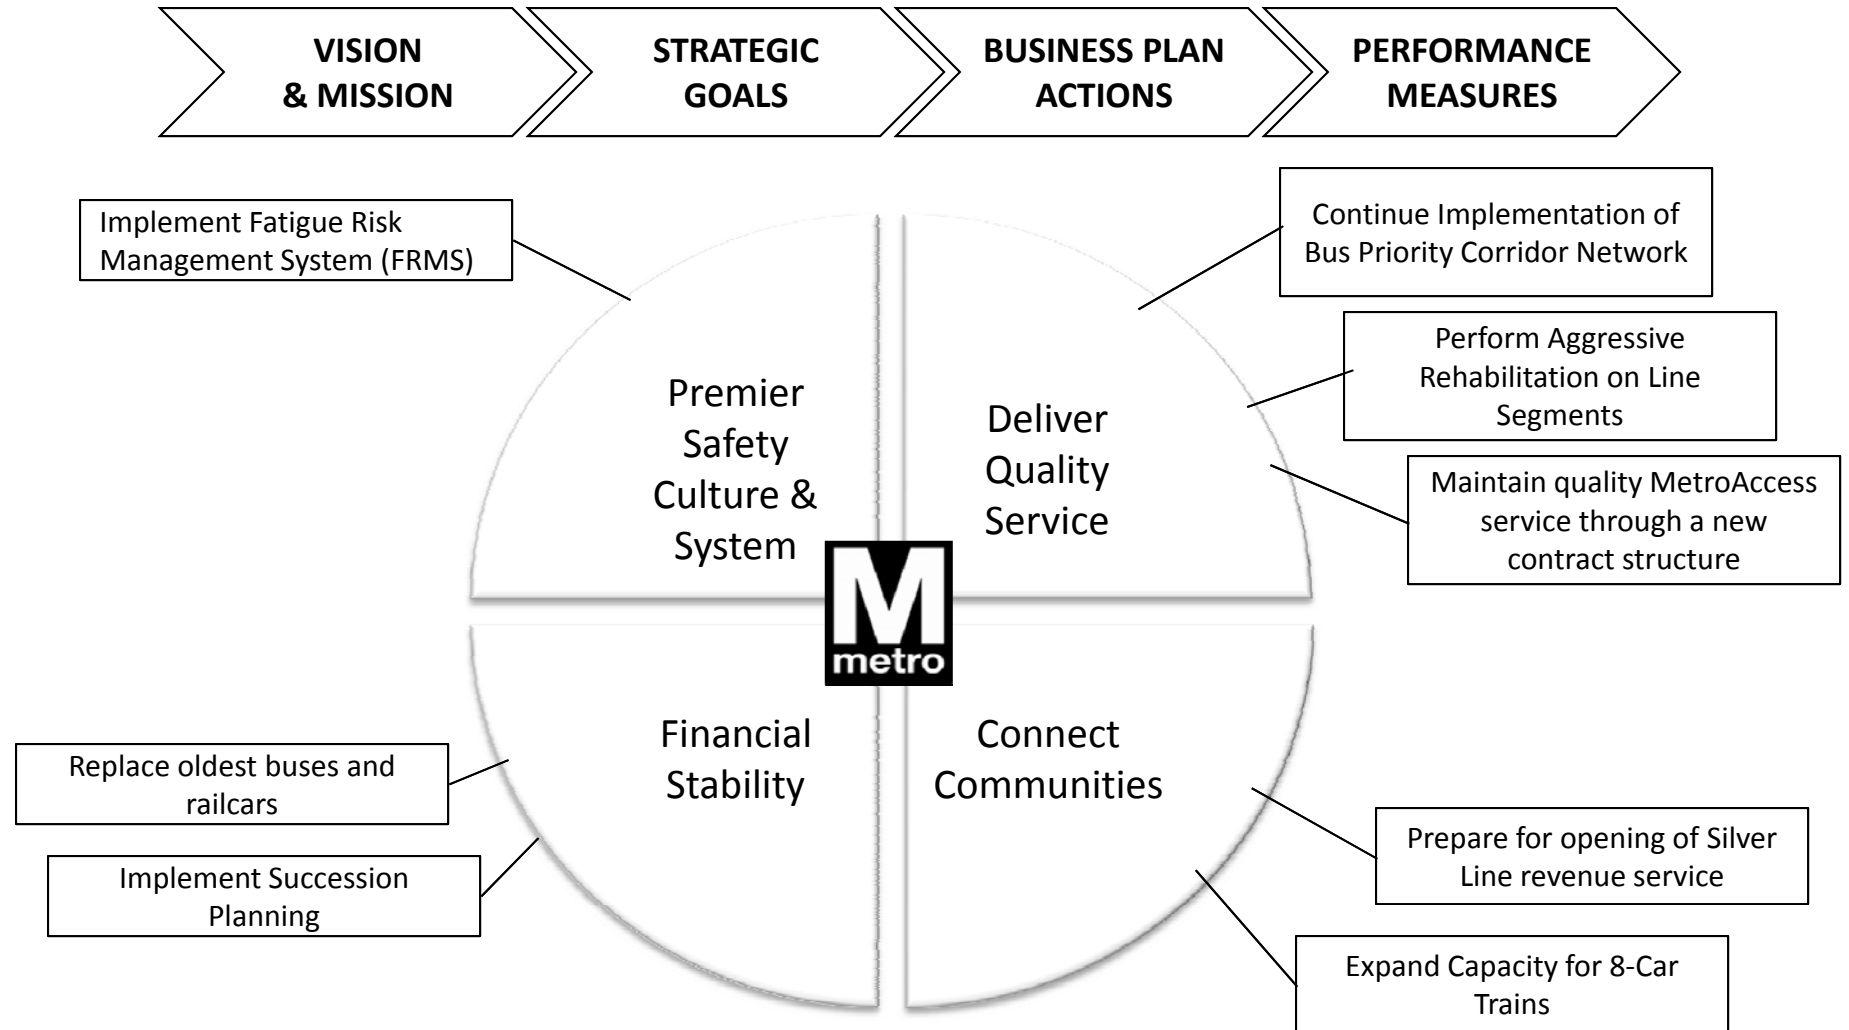 VISION
& MISSION
STRATEGIC
GOALS
BUSINESS PLAN
ACTIONS
PERFORMANCE
MEASURES
Implement Fatigue Risk
Management System (FRMS)
Continue Implementation of
Bus Priority Corridor Network
Perform Aggressive
Rehabilitation on Line
Segments
Maintain quality MetroAccess
service through a new
contract structure
Premier
Safety
Culture &
System
Deliver
Quality
Service
M
metro
Financial
Stability
Connect
Communities
Replace oldest buses and
railcars
Implement Succession
Planning
Prepare for opening of Silver
Line revenue service
Expand Capacity for 8-Car
Trains